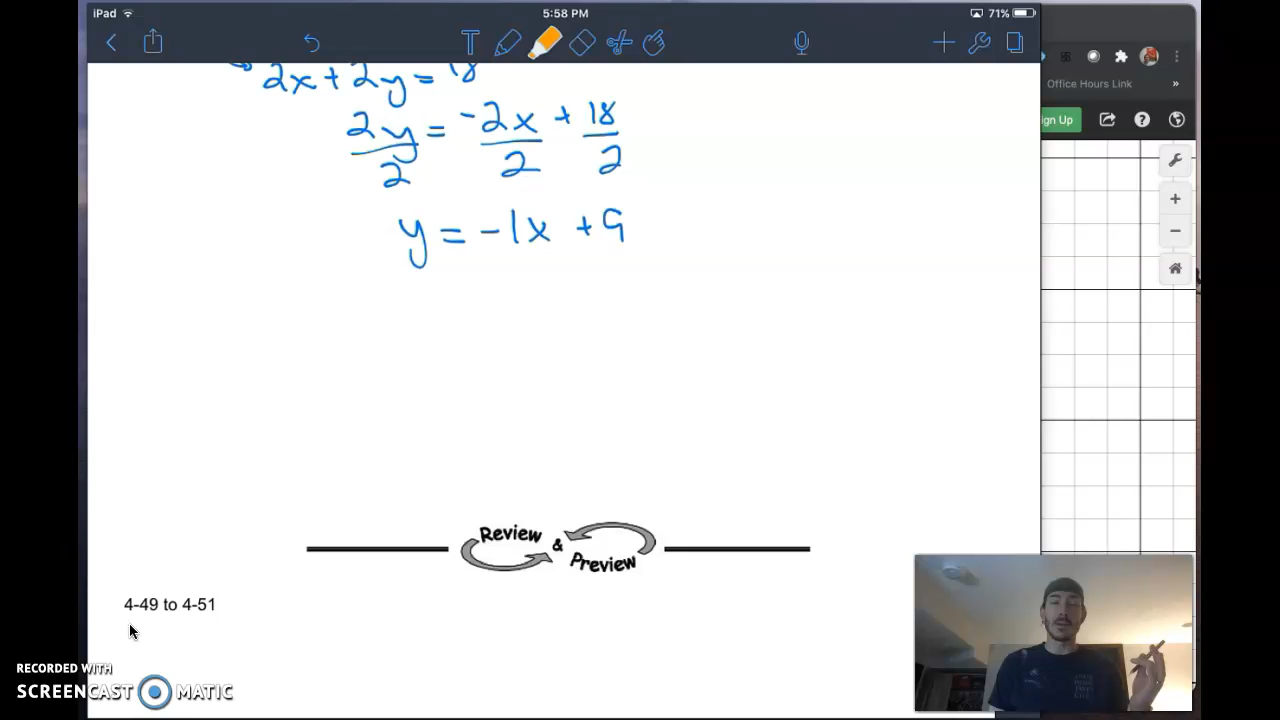 iPad
5:58 PM
71%
Office Hours Link
»
gn Up
2x + 2y = 18
2y/2 = -2x/2 + 18/2
y = -1x + 9
Review & Preview
4-49 to 4-51
RECORDED WITH
SCREENCAST MATIC